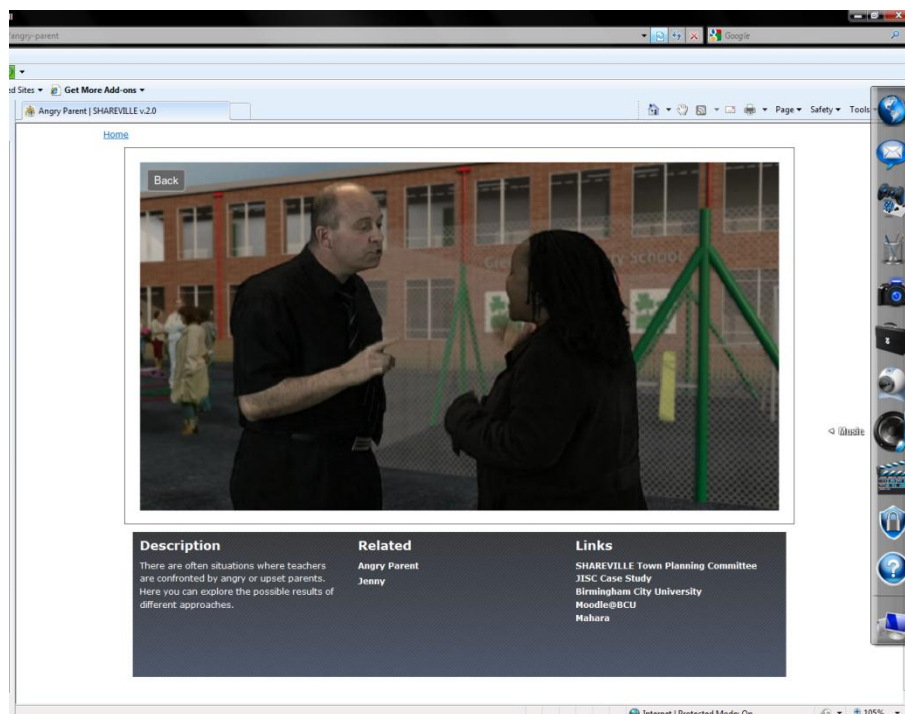 angry-parent
Google
ed Sites
Get More Add-ons
Angry Parent | SHAREVILLE v.2.0
Page
Safety
Tools
Home
Back
School
Music
Description
There are often situations where teachers
are confronted by angry or upset parents.
Here you can explore the possible results of
different approaches.
Related
Angry Parent
Jenny
Links
SHAREVILLE Town Planning Committee
JISC Case Study
Birmingham City University
Moodle@BCU
Mahara
Internet | Protected Mode: On
105%